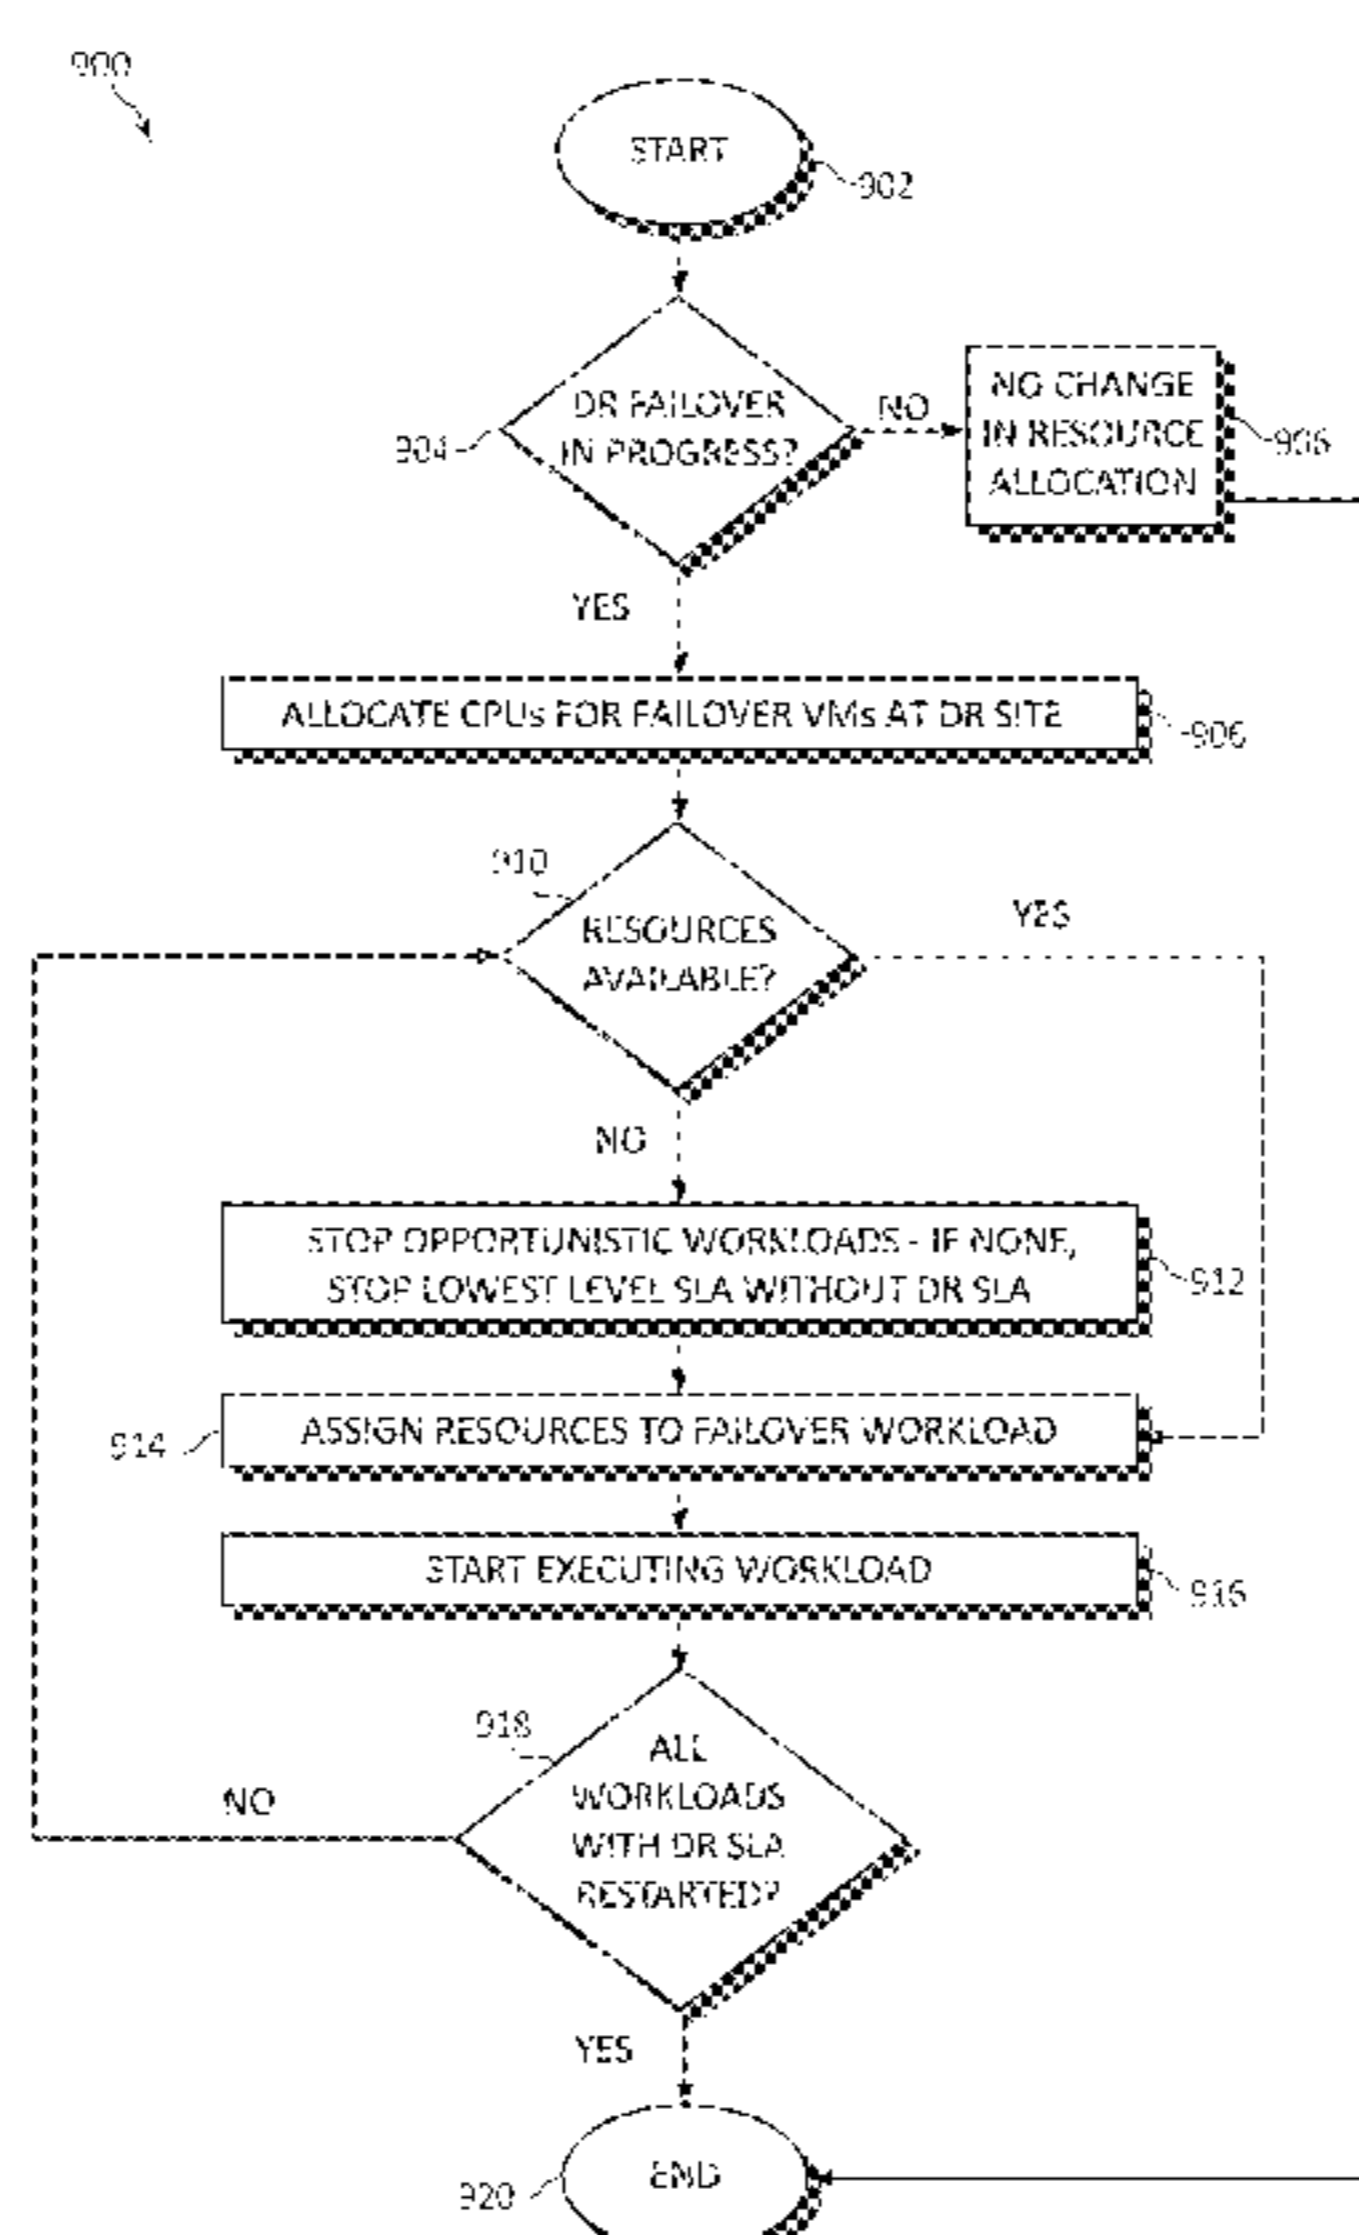 900
START
902
DR FAILOVER
IN PROGRESS?
904
NO
NO CHANGE
IN RESOURCE
ALLOCATION
906
YES
ALLOCATE CPUs FOR FAILOVER VMs AT DR SITE
906
910
RESOURCES
AVAILABLE?
YES
NO
STOP OPPORTUNISTIC WORKLOADS - IF NONE,
STOP LOWEST LEVEL SLA WITHOUT DR SLA
912
ASSIGN RESOURCES TO FAILOVER WORKLOAD
914
START EXECUTING WORKLOAD
916
918
ALL
WORKLOADS
WITH DR SLA
RESTARTED?
NO
YES
END
920